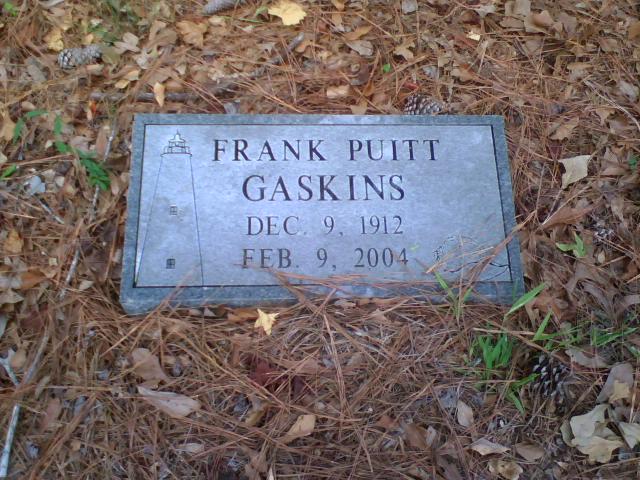 FRANK PUITT
GASKINS
DEC. 9, 1912
FEB. 9, 2004